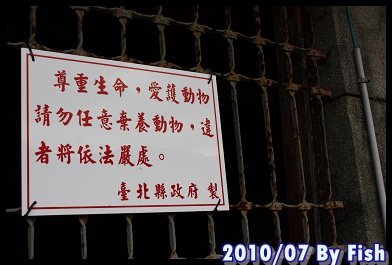 尊重生命，愛護動物
請勿任意棄養動物，違
者將依法嚴處。
臺北縣政府 製
2010/07 By Fish